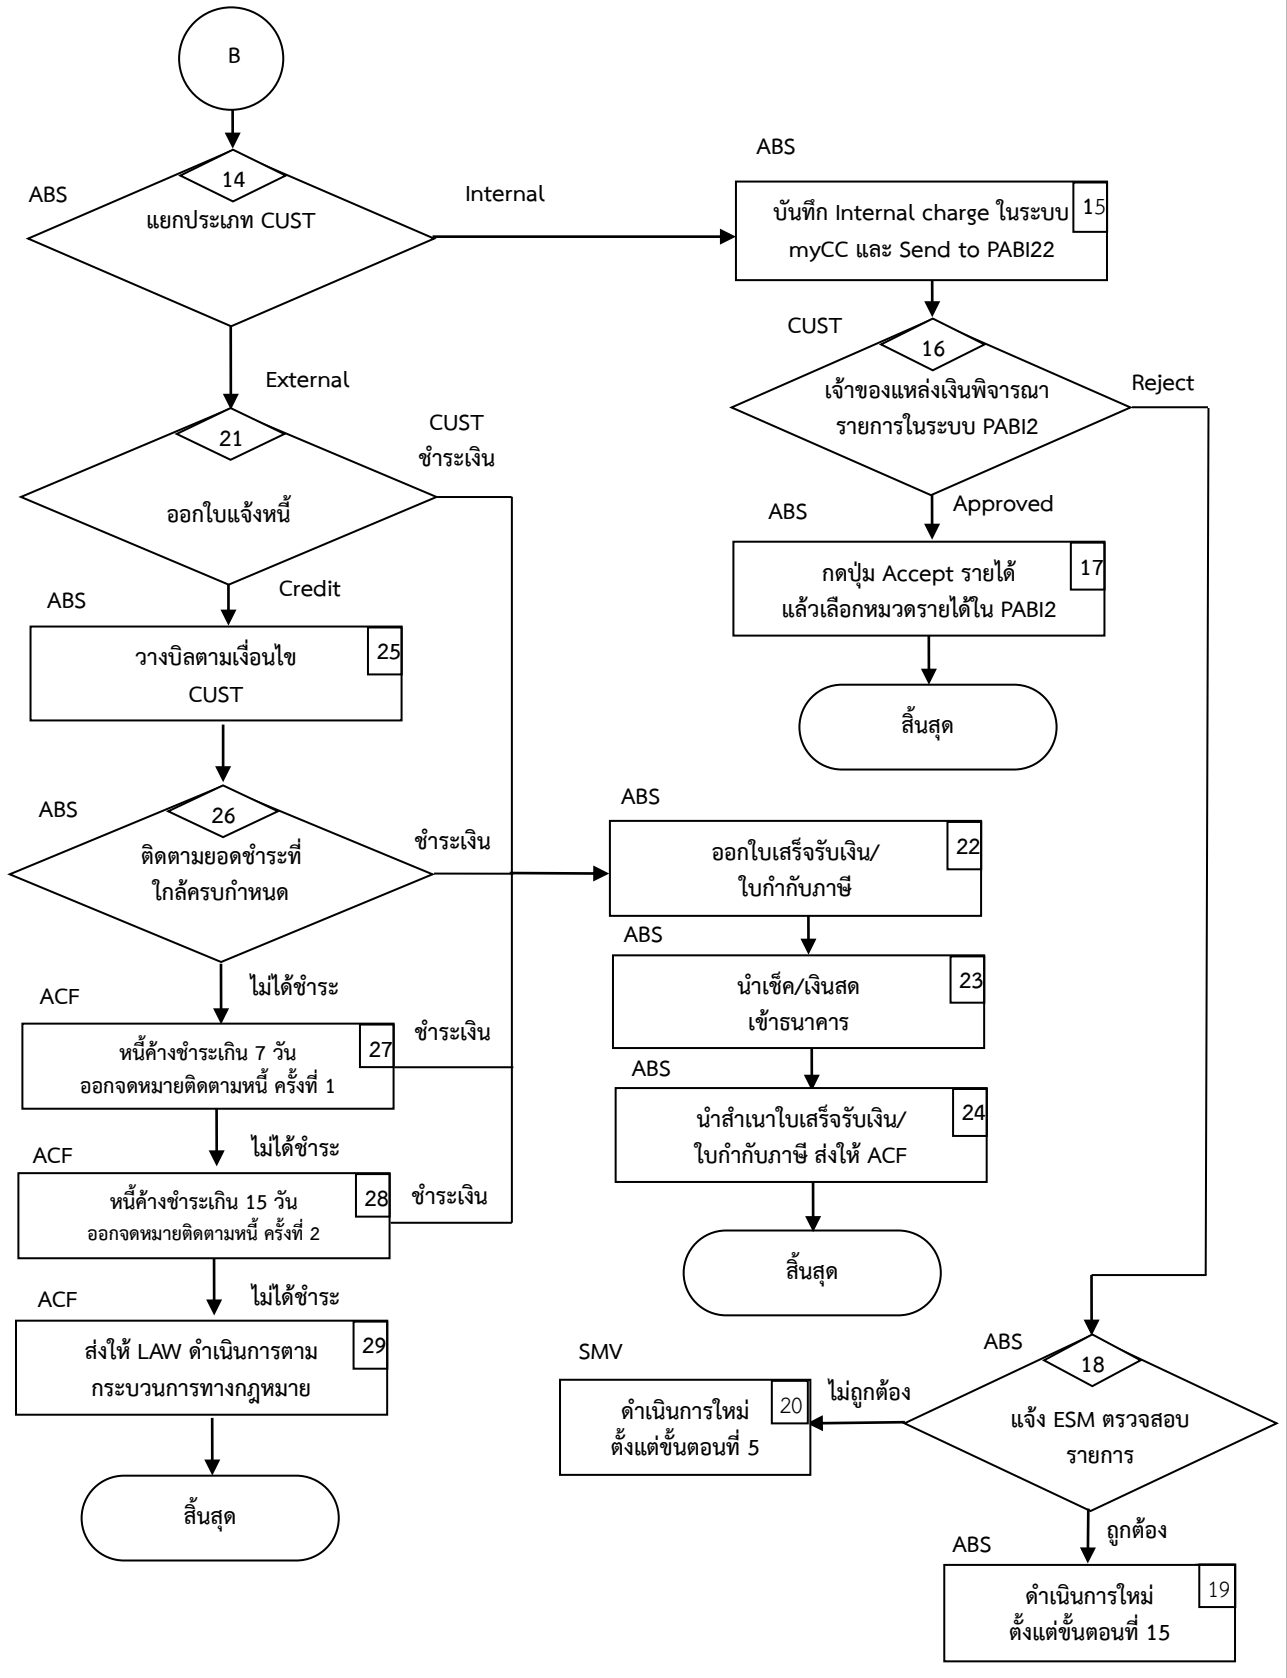 B
ABS
14
แยกประเภท CUST
Internal
External
ABS
15
บันทึก Internal charge ในระบบ
myCC และ Send to PABI22
CUST
16
เจ้าของแหล่งเงินพิจารณา
รายการในระบบ PABI2
Reject
Approved
ABS
17
กดปุ่ม Accept รายได้
แล้วเลือกหมวดรายได้ใน PABI2
สิ้นสุด
21
ออกใบแจ้งหนี้
CUST
ชำระเงิน
Credit
ABS
25
วางบิลตามเงื่อนไข
CUST
ABS
26
ติดตามยอดชำระที่
ใกล้ครบกำหนด
ชำระเงิน
ไม่ได้ชำระ
ABS
22
ออกใบเสร็จรับเงิน/
ใบกำกับภาษี
ABS
23
นำเช็ค/เงินสด
เข้าธนาคาร
ABS
24
นำสำเนาใบเสร็จรับเงิน/
ใบกำกับภาษี ส่งให้ ACF
สิ้นสุด
ACF
27
หนี้ค้างชำระเกิน 7 วัน
ออกจดหมายติดตามหนี้ ครั้งที่ 1
ชำระเงิน
ไม่ได้ชำระ
ACF
28
หนี้ค้างชำระเกิน 15 วัน
ออกจดหมายติดตามหนี้ ครั้งที่ 2
ชำระเงิน
ไม่ได้ชำระ
ACF
29
ส่งให้ LAW ดำเนินการตาม
กระบวนการทางกฎหมาย
สิ้นสุด
ABS
18
แจ้ง ESM ตรวจสอบ
รายการ
ไม่ถูกต้อง
SMV
20
ดำเนินการใหม่
ตั้งแต่ขั้นตอนที่ 5
ถูกต้อง
ABS
19
ดำเนินการใหม่
ตั้งแต่ขั้นตอนที่ 15